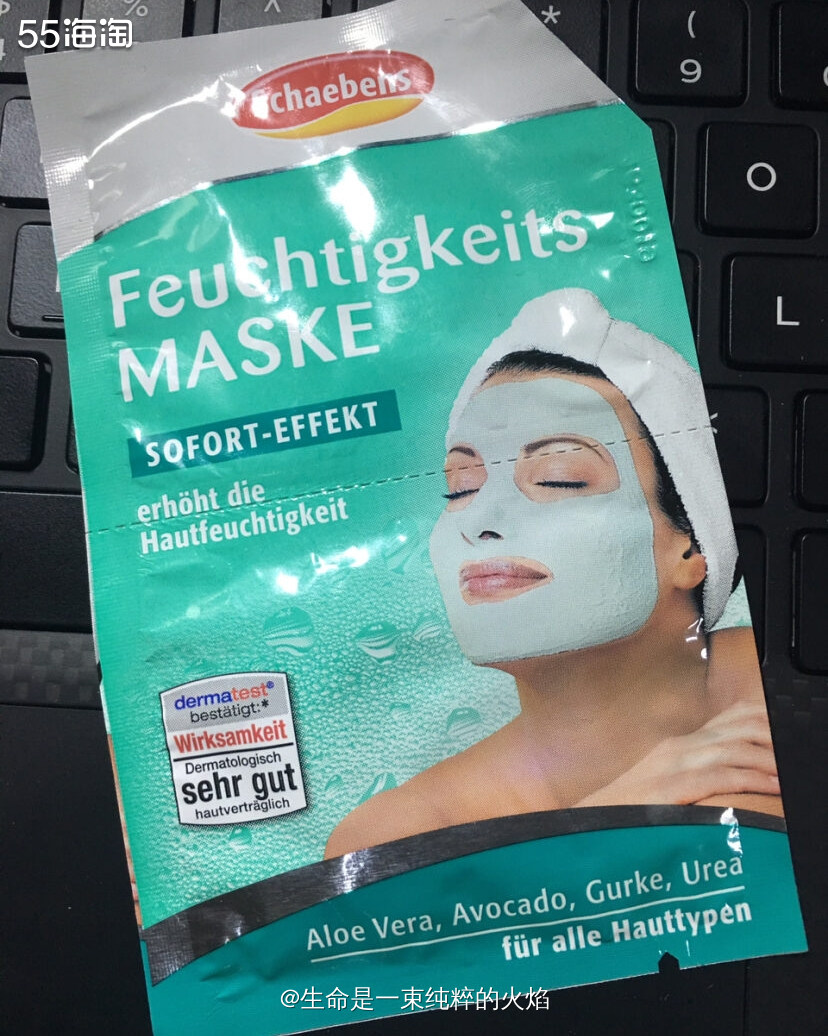 55海淘
Schaebens
Feuchtigkeits
MASKE
SOFORT-EFFEKT
erhöht die
Hautfeuchtigkeit
dermatest®
bestätigt:*
Wirksamkeit
Dermatologisch
sehr gut
hautverträglich
Aloe Vera, Avocado, Gurke, Urea
für alle Hauttypen
@生命是一束纯粹的火焰
(
9
O
L
*
%